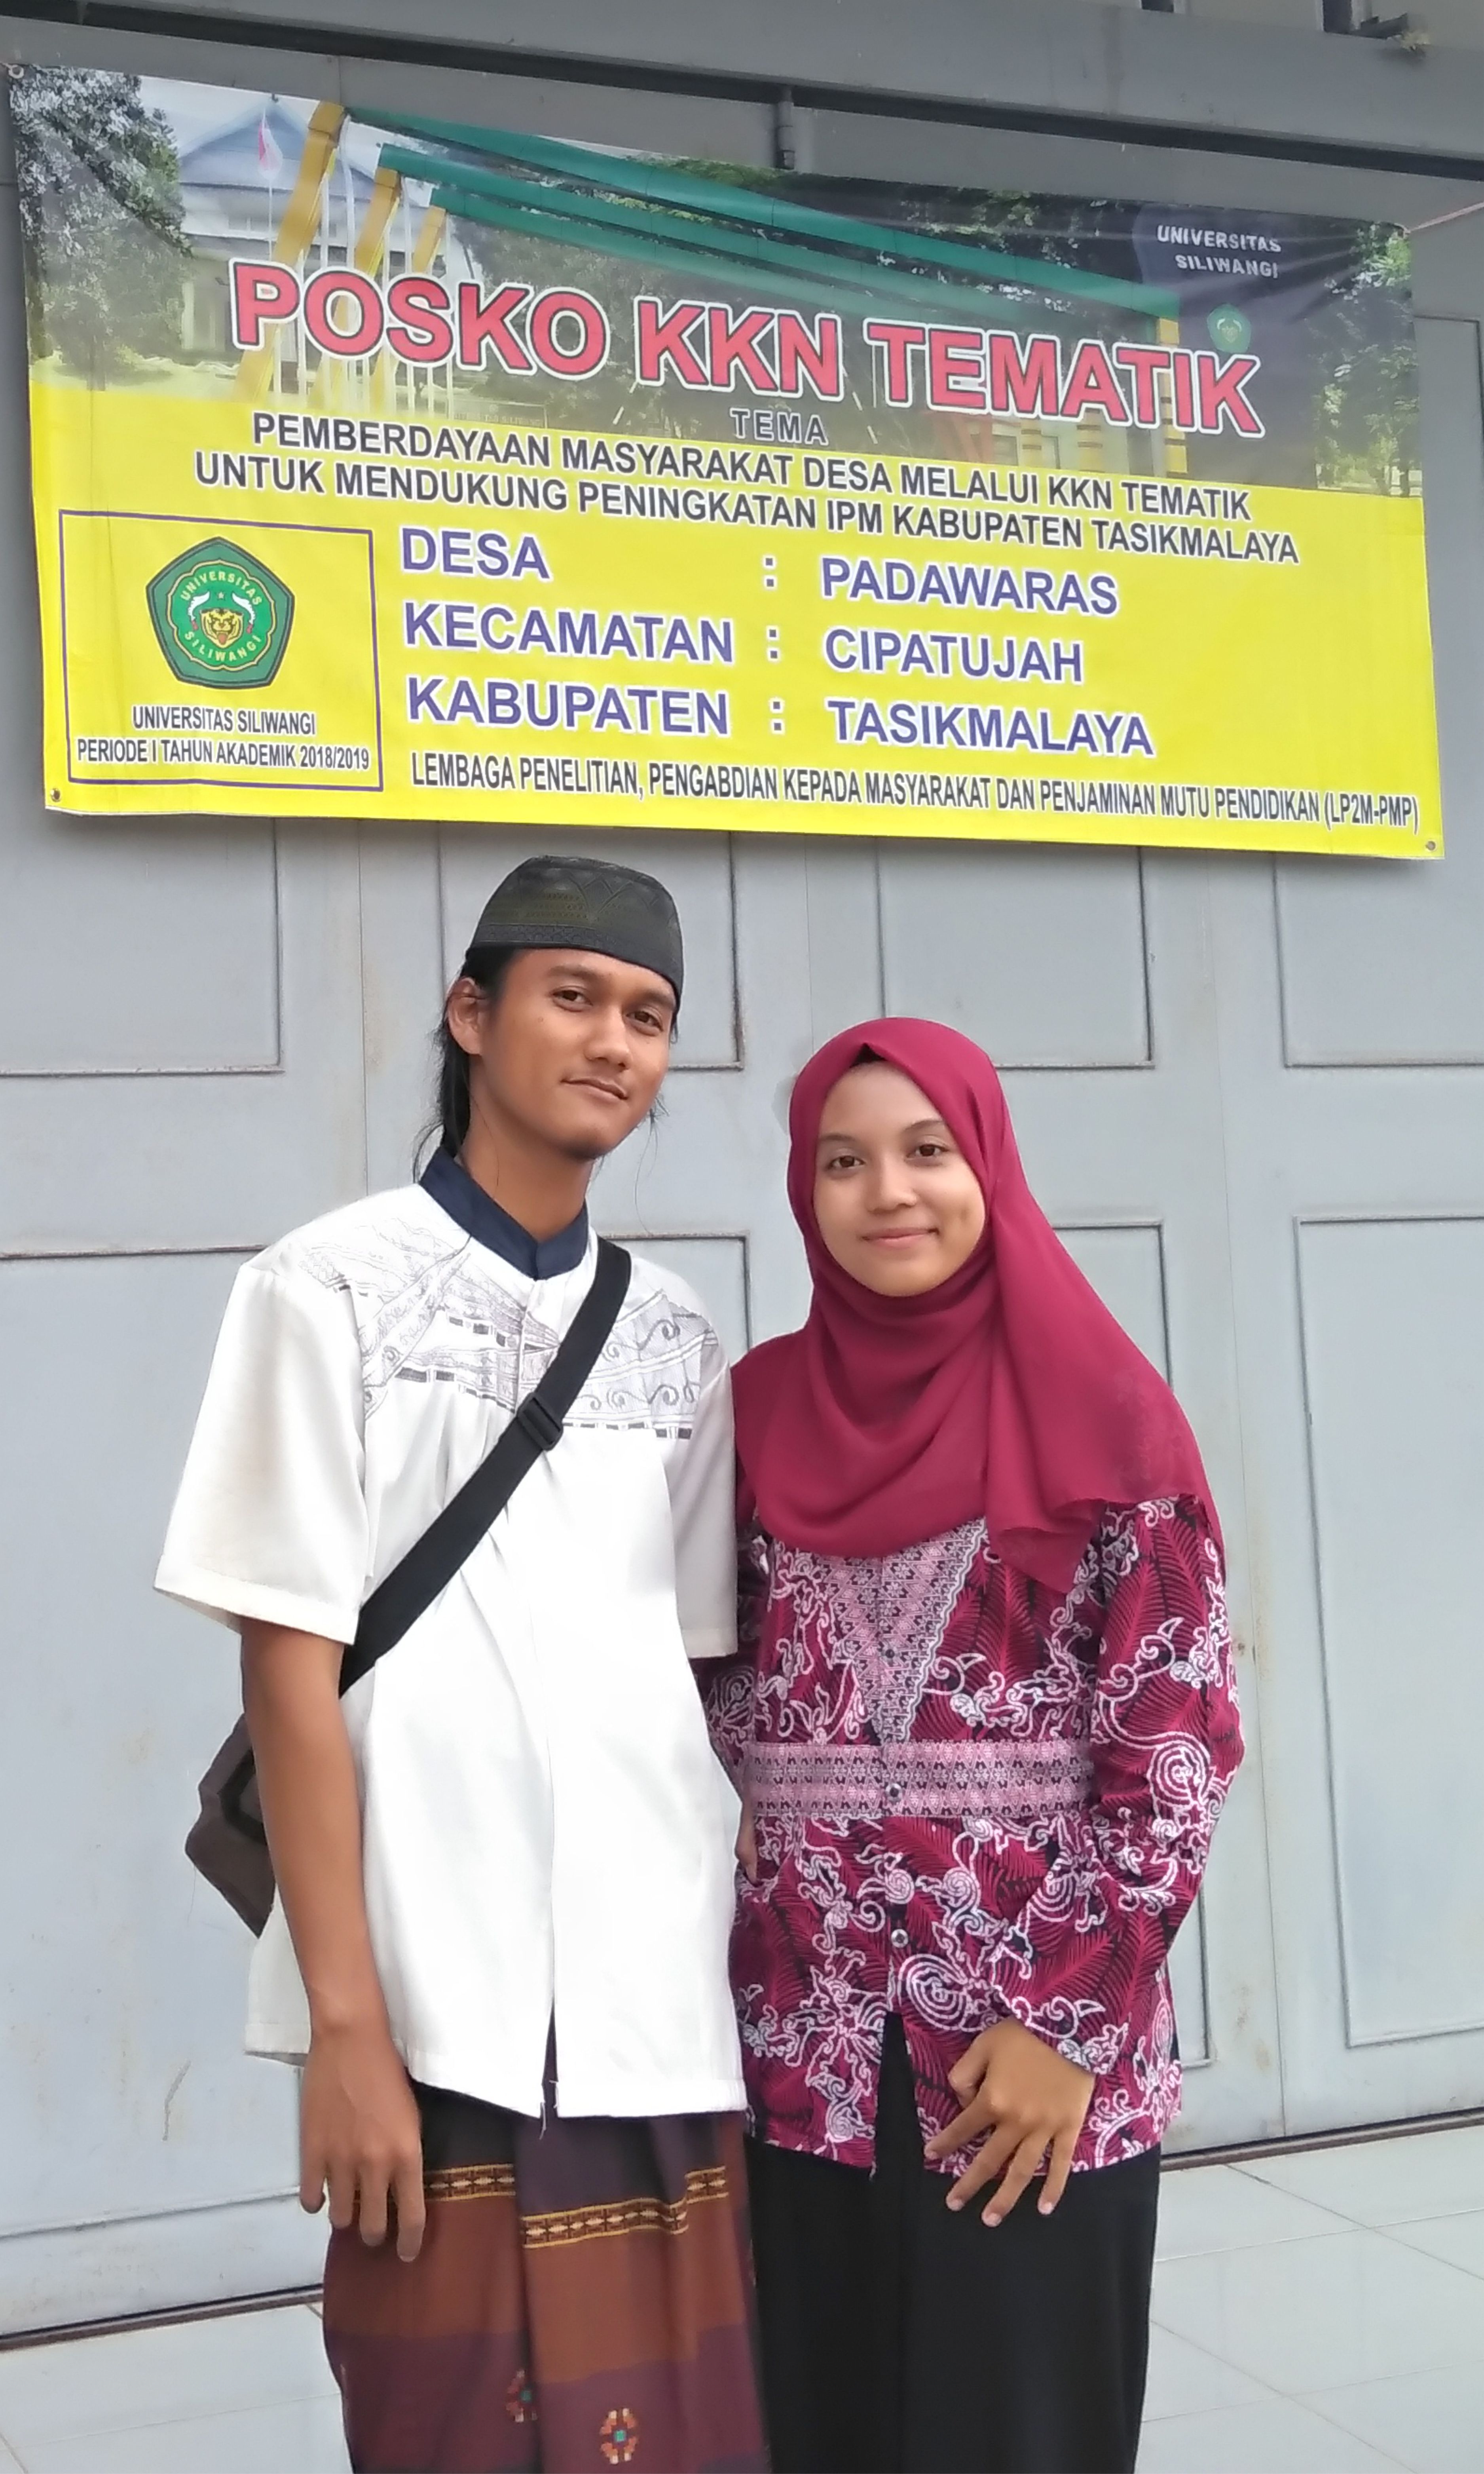 UNIVERSITAS
SILIWANGI
POSKO KKN TEMATIK
TEMA
PEMBERDAYAAN MASYARAKAT DESA MELALUI KKN TEMATIK
UNTUK MENDUKUNG PENINGKATAN IPM KABUPATEN TASIKMALAYA
DESA : PADAWARAS
KECAMATAN : CIPATUJAH
KABUPATEN : TASIKMALAYA
UNIVERSITAS
SILIWANGI
UNIVERSITAS SILIWANGI
PERIODE I TAHUN AKADEMIK 2018/2019
LEMBAGA PENELITIAN, PENGABDIAN KEPADA MASYARAKAT DAN PENJAMINAN MUTU PENDIDIKAN (LP2M-PMP)